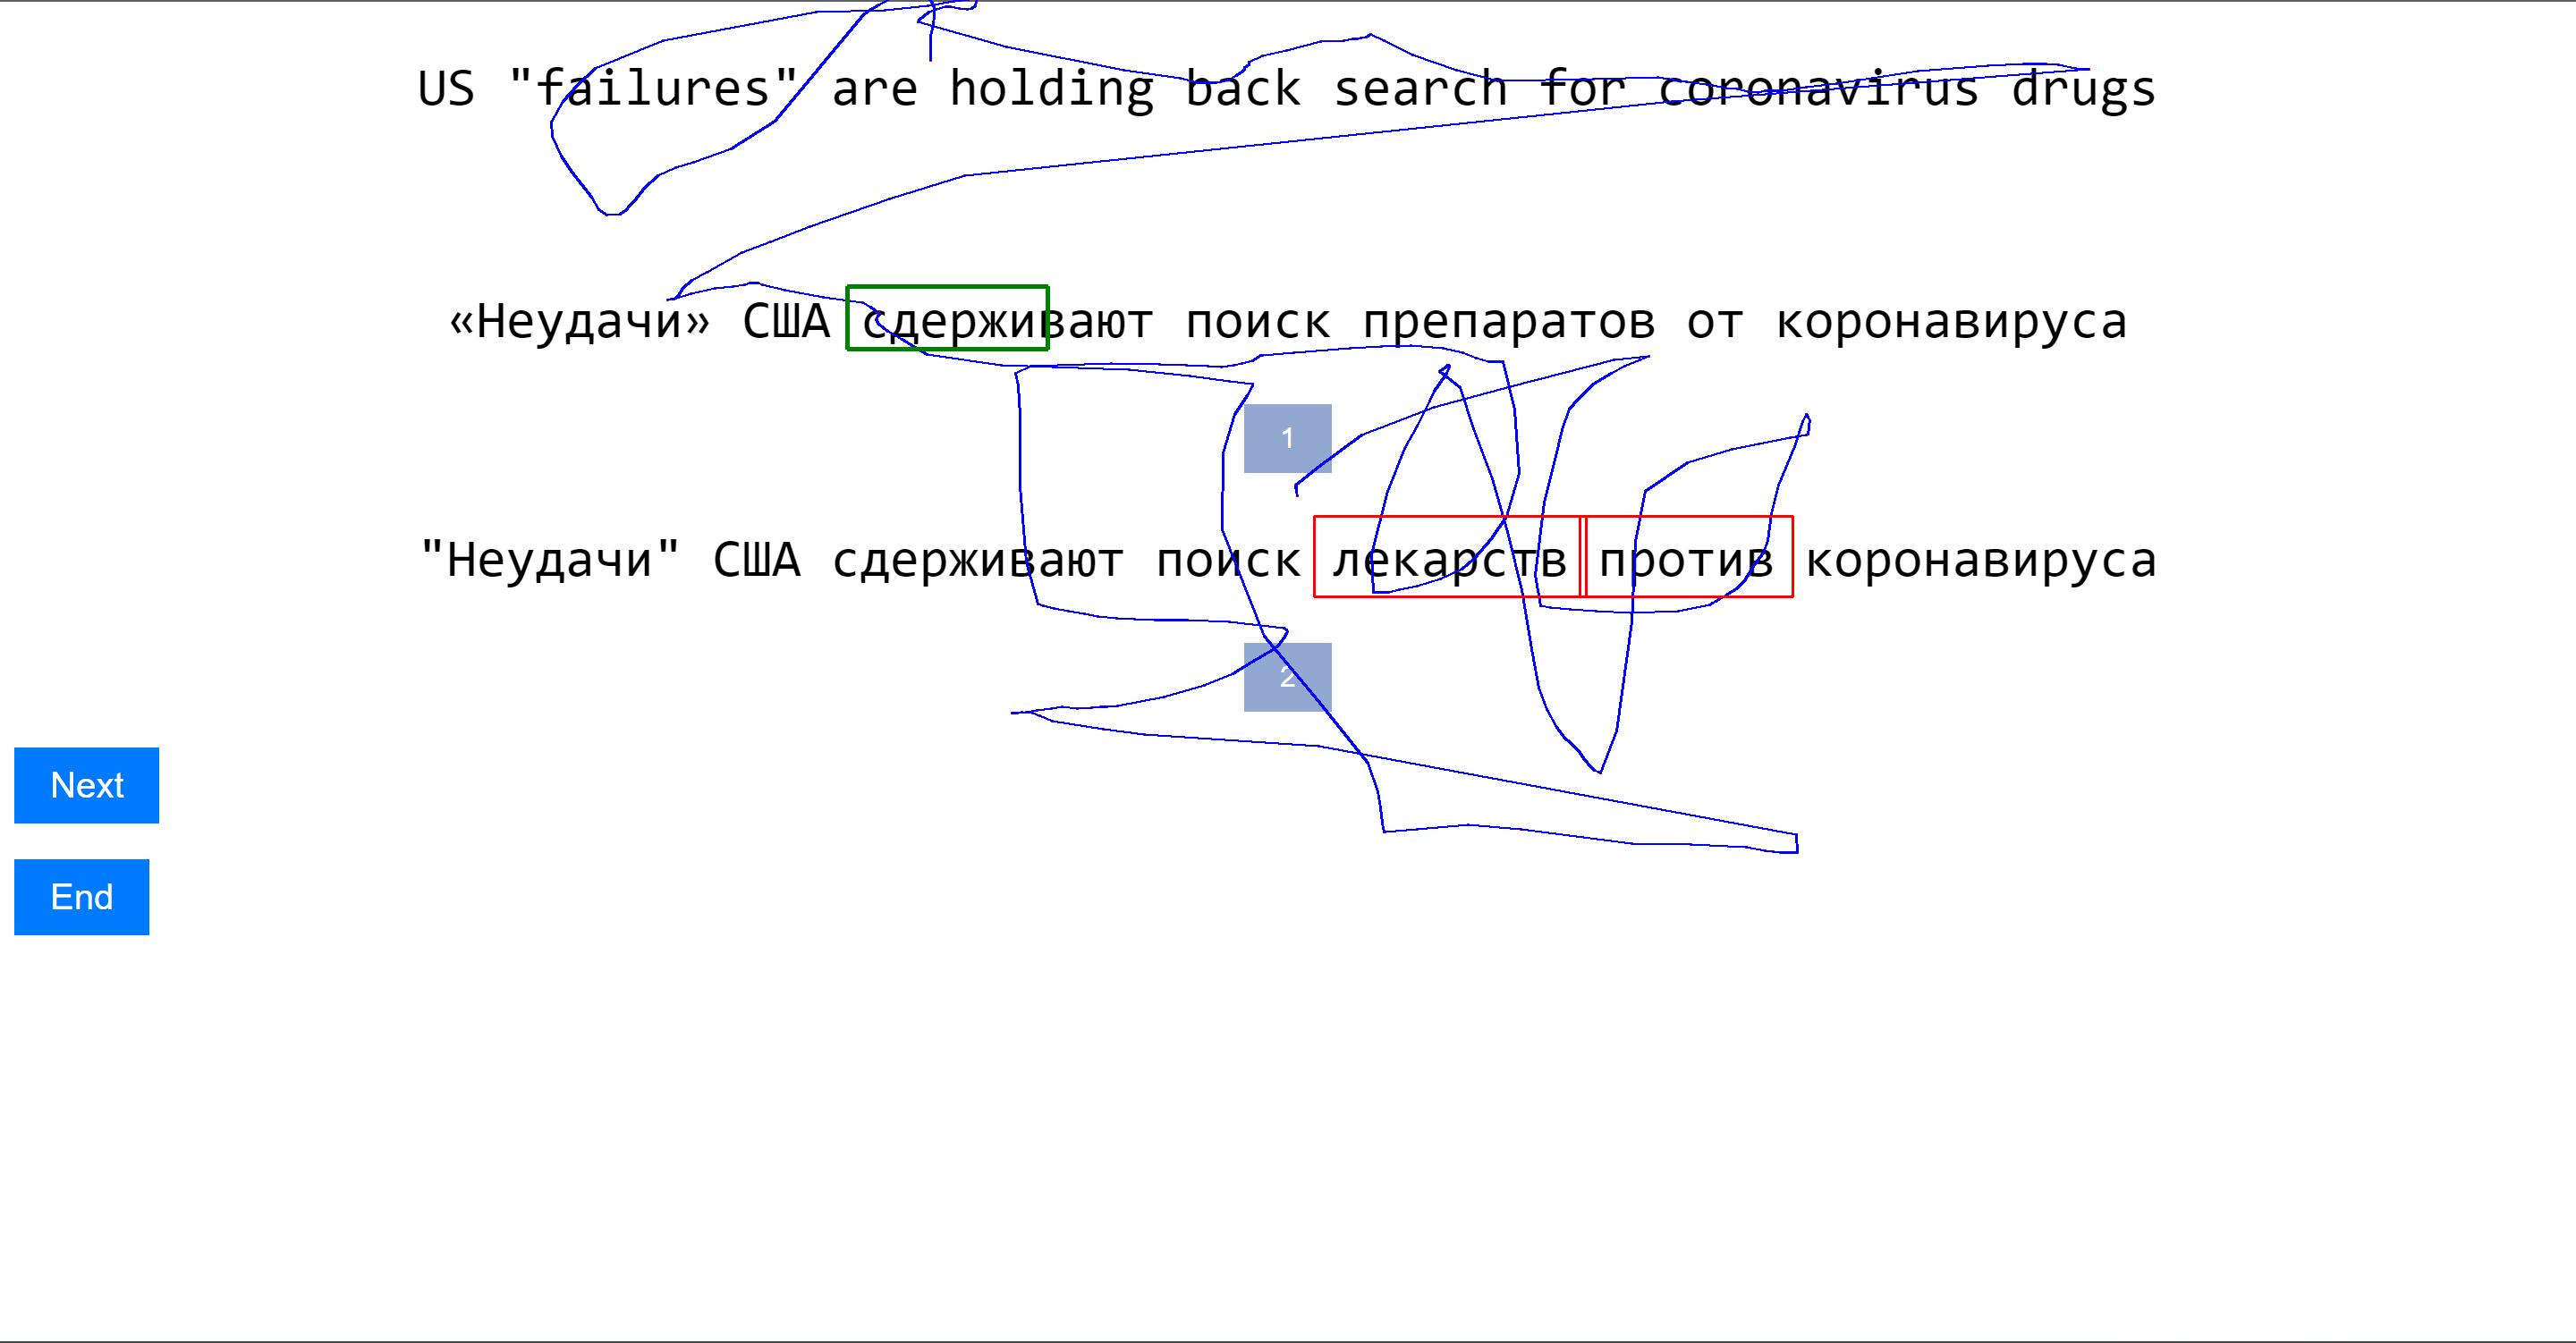 US "failures" are holding back search for coronavirus drugs
«Неудачи» США сдерживают поиск препаратов от коронавируса
1
"Неудачи" США сдерживают поиск лекарств против коронавируса
2
Next
End